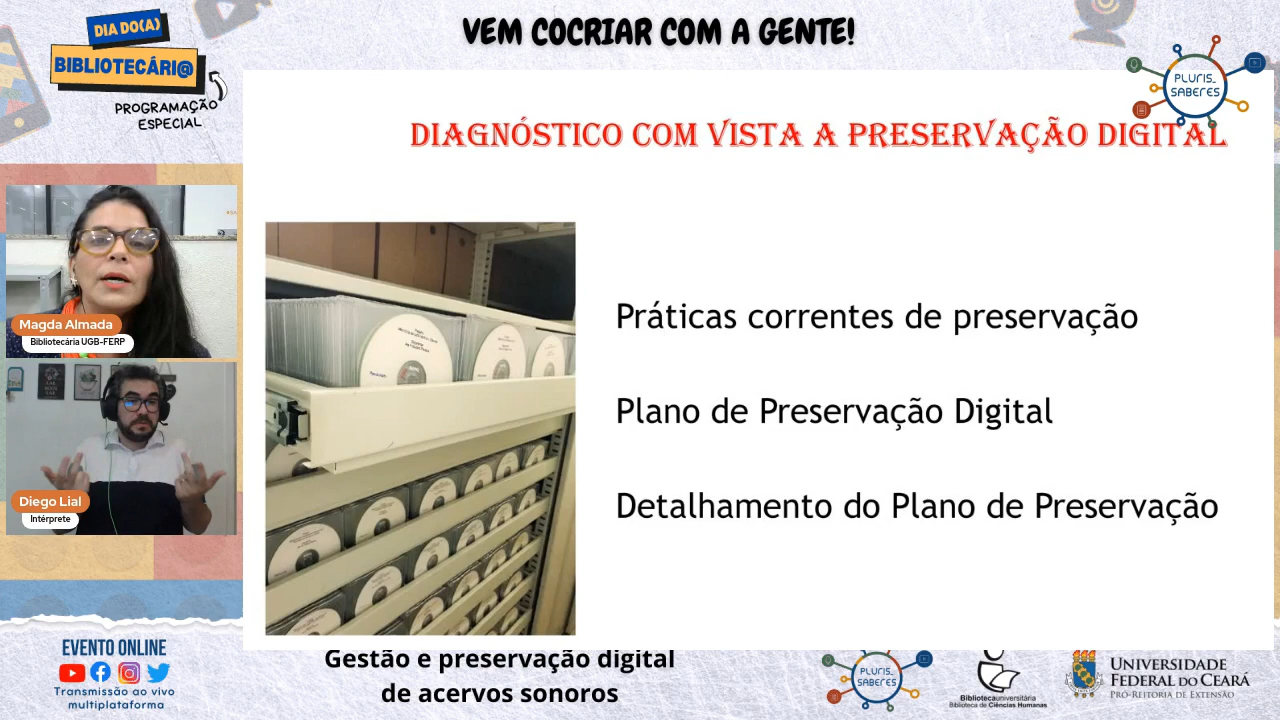 DIA DO(A)
BIBLIOTECÁRI@
PROGRAMAÇÃO
ESPECIAL
VEM COCRIAR COM A GENTE!
PLURIS_
SABERES
DIAGNÓSTICO COM VISTA A PRESERVAÇÃO DIGITAL
Magda Almada
Bibliotecária UGB-FERP
Diego Lial
Intérprete
Práticas correntes de preservação
Plano de Preservação Digital
Detalhamento do Plano de Preservação
EVENTO ONLINE
Transmissão ao vivo
multiplataforma
Gestão e preservação digital
de acervos sonoros
PLURIS_
SABERES
Bibliotecauniversitária
Biblioteca de Ciências Humanas
UNIVERSIDADE
FEDERAL DO CEARÁ
PRÓ-REITORIA DE EXTENSÃO